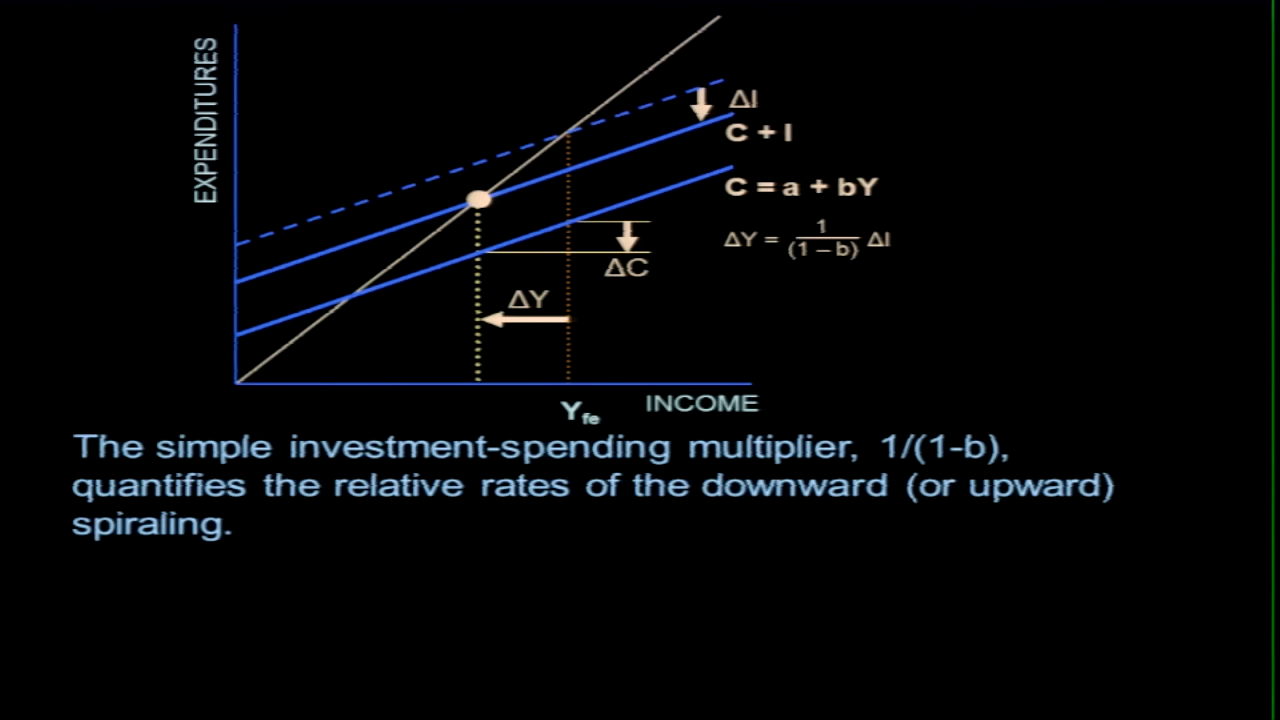 EXPENDITURES
ΔI
C + I
C = a + bY
ΔY = 1/(1 – b) ΔI
ΔC
ΔY
Yfe
INCOME
The simple investment-spending multiplier, 1/(1-b),
quantifies the relative rates of the downward (or upward)
spiraling.